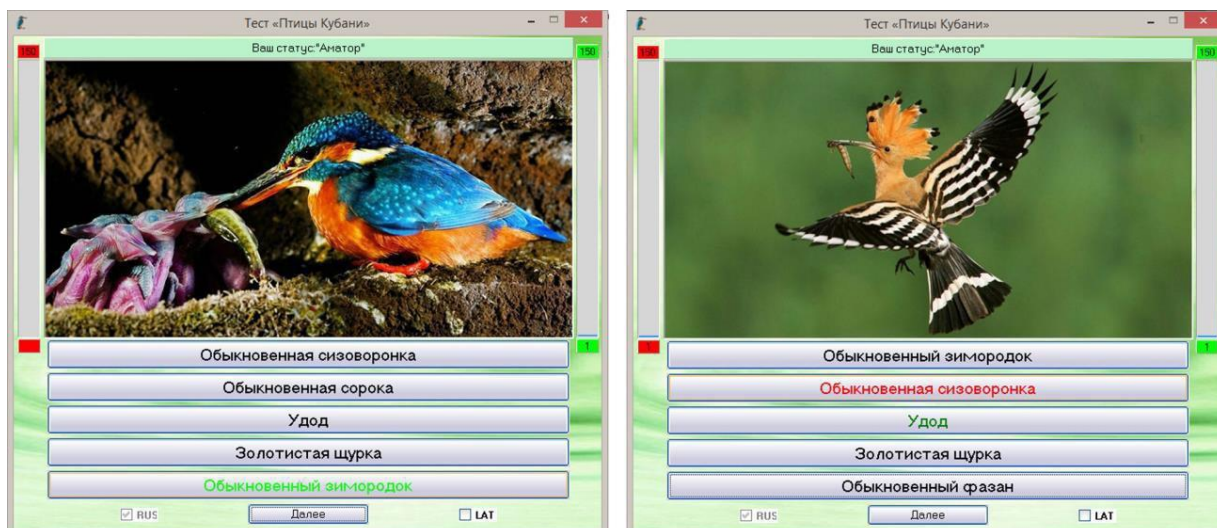 Тест «Птицы Кубани»
Ваш статус:"Аматор"
150
150
1
Обыкновенная сизоворонка
Обыкновенная сорока
Удод
Золотистая щурка
Обыкновенный зимородок
RUS
Далее
LAT
Тест «Птицы Кубани»
Ваш статус:"Аматор"
150
150
1
1
Обыкновенный зимородок
Обыкновенная сизоворонка
Удод
Золотистая щурка
Обыкновенный фазан
RUS
Далее
LAT